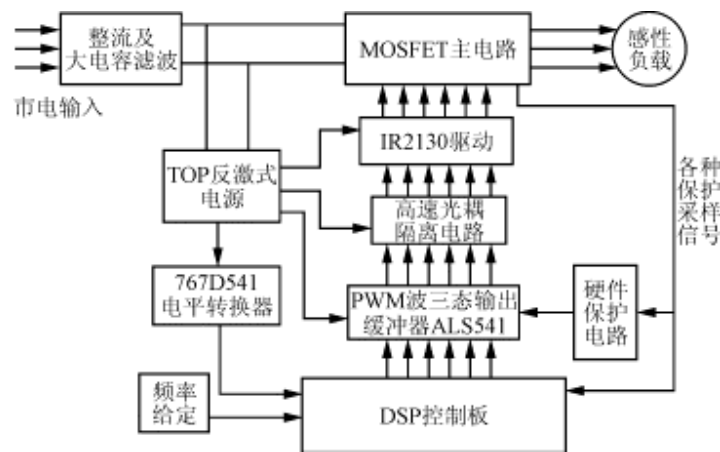 整流及
大电容滤波
MOSFET主电路
感性
负载
市电输入
IR2130驱动
TOP反激式
电源
各种
保护
采样
信号
高速光耦
隔离电路
767D541
电平转换器
PWM波三态输出
缓冲器ALS541
硬件
保护
电路
频率
给定
DSP控制板